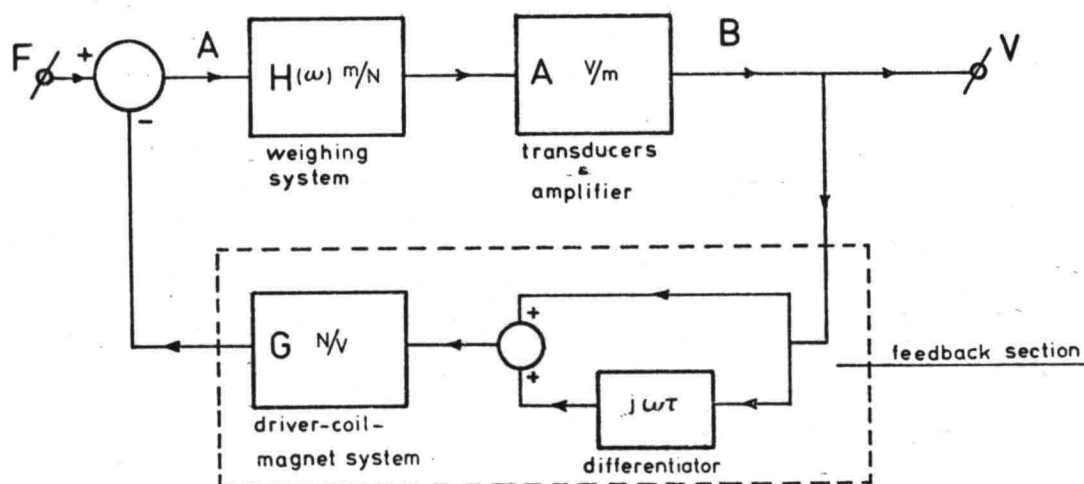 F
+
-
A
H(ω) m/N
weighing
system
A V/m
transducers
&
amplifier
B
V
feedback section
G N/V
driver-coil-
magnet system
+
+
jωτ
differentiator